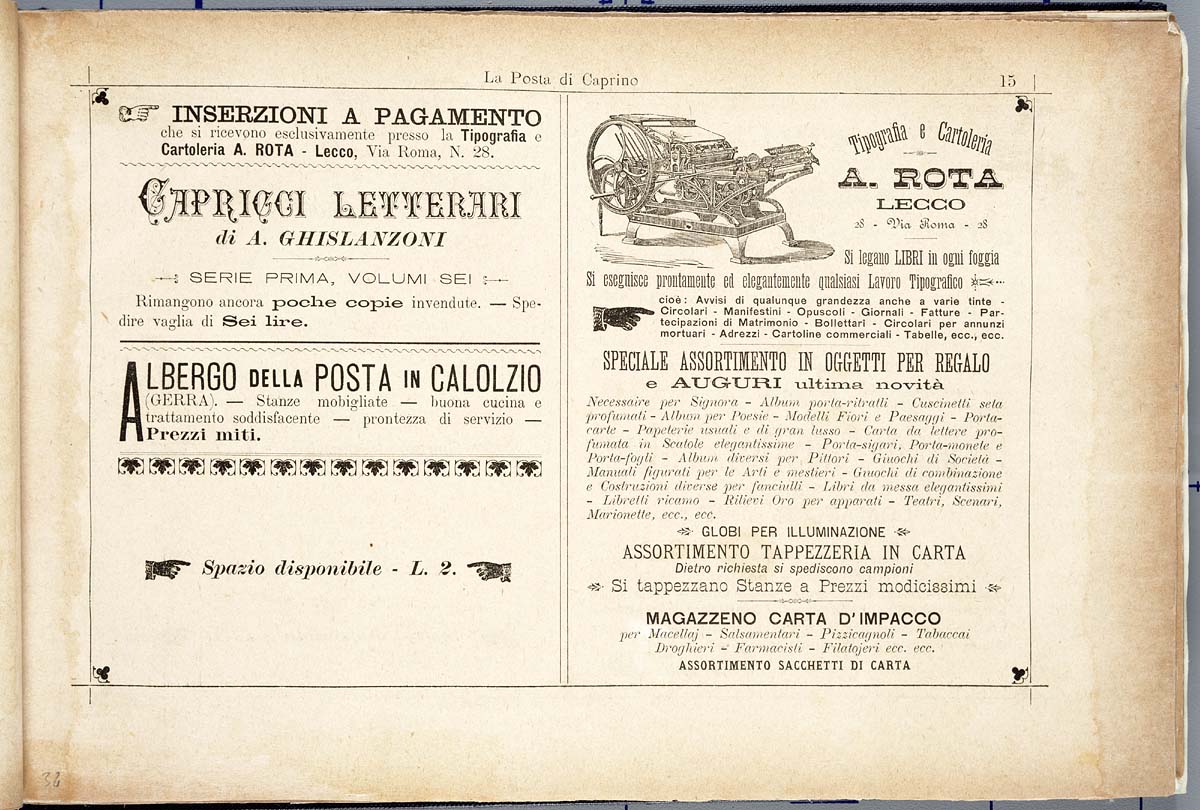 La Posta di Caprino
15
INSERZIONI A PAGAMENTO
che si ricevono esclusivamente presso la Tipografia e
Cartoleria A. ROTA - Lecco, Via Roma, N. 28.
CAPRICCI LETTERARI
di A. GHISLANZONI
SERIE PRIMA, VOLUMI SEI
Rimangono ancora poche copie invendute. — Spe-
dire vaglia di Sei lire.
ALBERGO DELLA POSTA IN CALOLZIO
(GERRA). — Stanze mobigliate — buona cucina e
trattamento soddisfacente — prontezza di servizio —
Prezzi miti.
Spazio disponibile - L. 2.
Tipografia e Cartoleria
A. ROTA
LECCO
28 - Via Roma - 28
Si legano LIBRI in ogni foggia
Si eseguisce prontamente ed elegantemente qualsiasi Lavoro Tipografico
cioè: Avvisi di qualunque grandezza anche a varie tinte -
Circolari - Manifestini - Opuscoli - Giornali - Fatture - Par-
tecipazioni di Matrimonio - Bollettari - Circolari per annunzi
mortuari - Adrezzi - Cartoline commerciali - Tabelle, ecc., ecc.
SPECIALE ASSORTIMENTO IN OGGETTI PER REGALO
e AUGURI ultima novità
Necessaire per Signora - Album porta-ritratti - Cuscinetti seta
profumati - Album per Poesie - Modelli Fiori e Paesaggi - Porta-
carte - Papeterie usuali e di gran lusso - Carta da lettere pro-
fumata in Scatole elegantissime - Porta-sigari, Porta-monete e
Porta-fogli - Album diversi per Pittori - Giuochi di Società -
Manuali figurati per le Arti e mestieri - Giuochi di combinazione
e Costruzioni diverse per fanciulli - Libri da messa elegantissimi
- Libretti ricamo - Rilievi Oro per apparati - Teatri, Scenari,
Marionette, ecc., ecc.
GLOBI PER ILLUMINAZIONE
ASSORTIMENTO TAPPEZZERIA IN CARTA
Dietro richiesta si spediscono campioni
Si tappezzano Stanze a Prezzi modicissimi
MAGAZZENO CARTA D'IMPACCO
per Macellaj - Salsamentari - Pizzicagnoli - Tabaccai
Droghieri - Farmacisti - Filatojeri ecc. ecc.
ASSORTIMENTO SACCHETTI DI CARTA